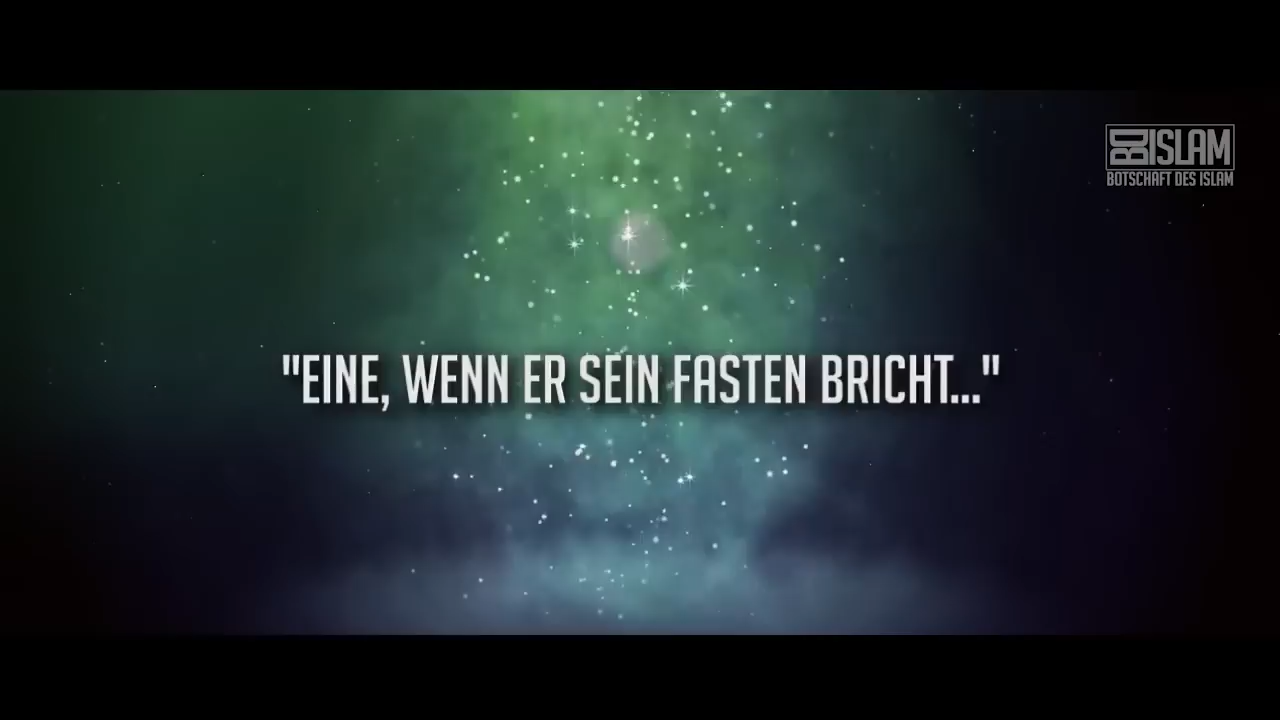 BDISLAM
BOTSCHAFT DES ISLAM
"EINE, WENN ER SEIN FASTEN BRICHT..."